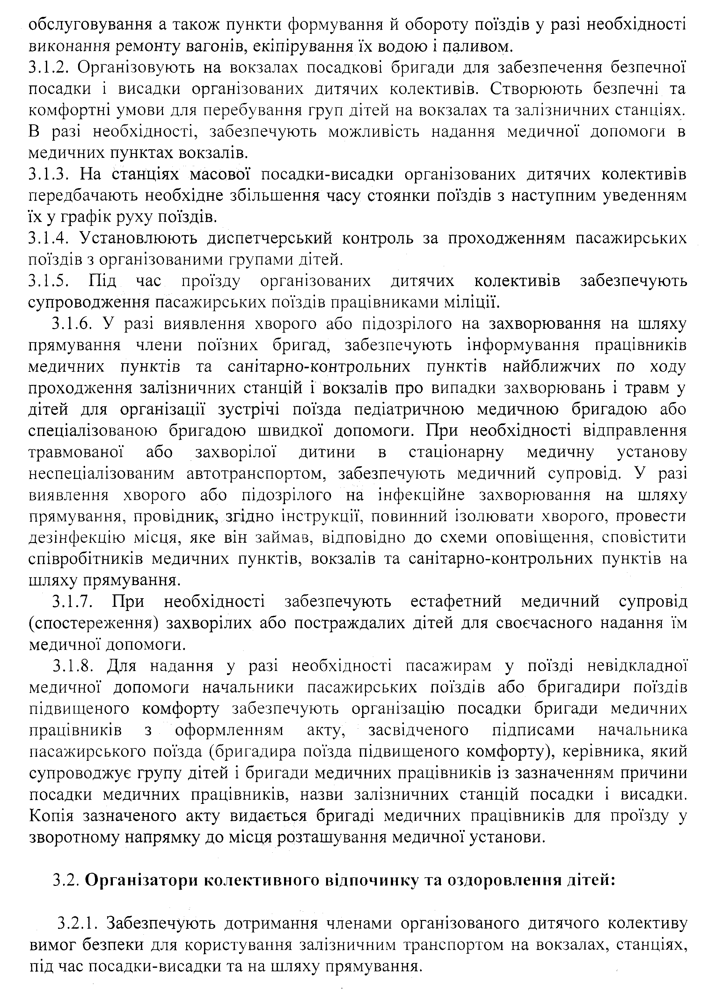 обслуговування а також пункти формування й обороту поїздів у разі необхідності
виконання ремонту вагонів, екіпірування їх водою і паливом.
3.1.2. Організовують на вокзалах посадкові бригади для забезпечення безпечної
посадки і висадки організованих дитячих колективів. Створюють безпечні та
комфортні умови для перебування груп дітей на вокзалах та залізничних станціях.
В разі необхідності, забезпечують можливість надання медичної допомоги в
медичних пунктах вокзалів.
3.1.3. На станціях масової посадки-висадки організованих дитячих колективів
передбачають необхідне збільшення часу стоянки поїздів з наступним уведенням
їх у графік руху поїздів.
3.1.4. Установлюють диспетчерський контроль за проходженням пасажирських
поїздів з організованими групами дітей.
3.1.5. Під час проїзду організованих дитячих колективів забезпечують
супроводження пасажирських поїздів працівниками міліції.
3.1.6. У разі виявлення хворого або підозрілого на захворювання на шляху
прямування члени поїзних бригад, забезпечують інформування працівників
медичних пунктів та санітарно-контрольних пунктів найближчих по ходу
проходження залізничних станцій і вокзалів про випадки захворювань і травм у
дітей для організації зустрічі поїзда педіатричною медичною бригадою або
спеціалізованою бригадою швидкої допомоги. При необхідності відправлення
травмованої або захворілої дитини в стаціонарну медичну установу
неспеціалізованим автотранспортом, забезпечують медичний супровід. У разі
виявлення хворого або підозрілого на інфекційне захворювання на шляху
прямування, провідник, згідно інструкції, повинний ізолювати хворого, провести
дезінфекцію місця, яке він займав, відповідно до схеми оповіщення, сповістити
співробітників медичних пунктів, вокзалів та санітарно-контрольних пунктів на
шляху прямування.
3.1.7. При необхідності забезпечують естафетний медичний супровід
(спостереження) захворілих або постраждалих дітей для своєчасного надання їм
медичної допомоги.
3.1.8. Для надання у разі необхідності пасажирам у поїзді невідкладної
медичної допомоги начальники пасажирських поїздів або бригадири поїздів
підвищеного комфорту забезпечують організацію посадки бригади медичних
працівників з оформленням акту, засвідченого підписами начальника
пасажирського поїзда (бригадира поїзда підвищеного комфорту), керівника, який
супроводжує групу дітей і бригади медичних працівників із зазначенням причини
посадки медичних працівників, назви залізничних станцій посадки і висадки.
Копія зазначеного акту видається бригаді медичних працівників для проїзду у
зворотному напрямку до місця розташування медичної установи.
3.2. Організатори колективного відпочинку та оздоровлення дітей:
3.2.1. Забезпечують дотримання членами організованого дитячого колективу
вимог безпеки для користування залізничним транспортом на вокзалах, станціях,
під час посадки-висадки та на шляху прямування.